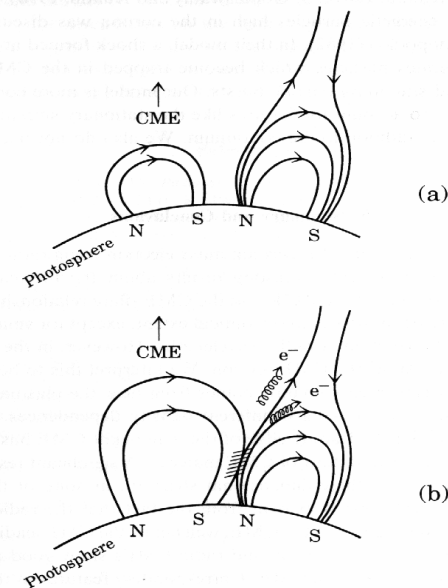 CME
N S N
S
Photosphere
(a)
CME
e⁻
e⁻
N S N
S
Photosphere
(b)